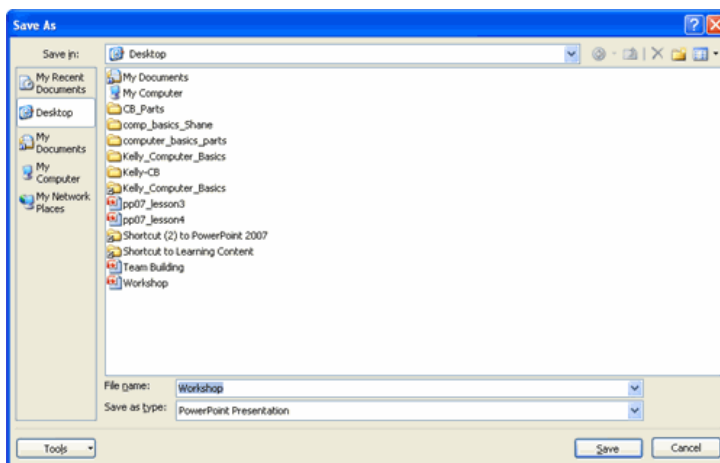 Save As
Save in:
Desktop
My Recent
Documents
Desktop
My
Documents
My
Computer
My Network
Places
My Documents
My Computer
CB_Parts
comp_basics_Shane
computer_basics_parts
Kelly_Computer_Basics
Kelly-CB
Kelly_Computer_Basics
pp07_lesson3
pp07_lesson4
Shortcut (2) to PowerPoint 2007
Shortcut to Learning Content
Team Building
Workshop
File name:
Workshop
Save as type:
PowerPoint Presentation
Tools
Save
Cancel